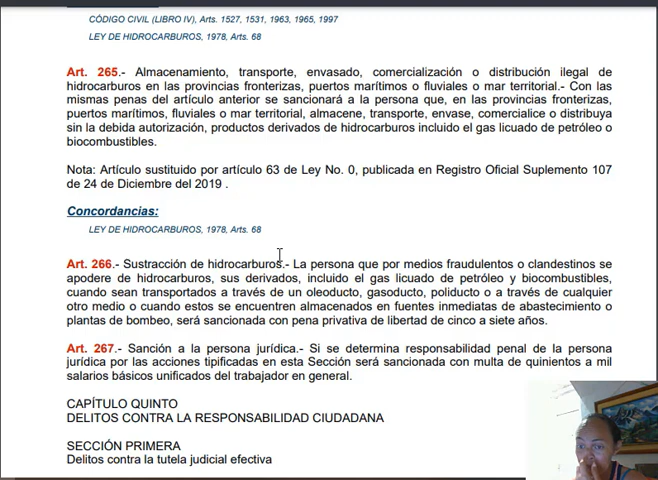 CÓDIGO CIVIL (LIBRO IV), Arts. 1527, 1531, 1963, 1965, 1997
LEY DE HIDROCARBUROS, 1978, Arts. 68
Art. 265.- Almacenamiento, transporte, envasado, comercialización o distribución ilegal de
hidrocarburos en las provincias fronterizas, puertos marítimos o fluviales o mar territorial.- Con las
mismas penas del artículo anterior se sancionará a la persona que, en las provincias fronterizas,
puertos marítimos, fluviales o mar territorial, almacene, transporte, envase, comercialice o distribuya
sin la debida autorización, productos derivados de hidrocarburos incluido el gas licuado de petróleo o
biocombustibles.
Nota: Artículo sustituido por artículo 63 de Ley No. 0, publicada en Registro Oficial Suplemento 107
de 24 de Diciembre del 2019 .
Concordancias:
LEY DE HIDROCARBUROS, 1978, Arts. 68
Art. 266.- Sustracción de hidrocarburos.- La persona que por medios fraudulentos o clandestinos se
apodere de hidrocarburos, sus derivados, incluido el gas licuado de petróleo y biocombustibles,
cuando sean transportados a través de un oleoducto, gasoducto, poliducto o a través de cualquier
otro medio o cuando estos se encuentren almacenados en fuentes inmediatas de abastecimiento o
plantas de bombeo, será sancionada con pena privativa de libertad de cinco a siete años.
Art. 267.- Sanción a la persona jurídica.- Si se determina responsabilidad penal de la persona
jurídica por las acciones tipificadas en esta Sección será sancionada con multa de quinientos a mil
salarios básicos unificados del trabajador en general.
CAPÍTULO QUINTO
DELITOS CONTRA LA RESPONSABILIDAD CIUDADANA
SECCIÓN PRIMERA
Delitos contra la tutela judicial efectiva